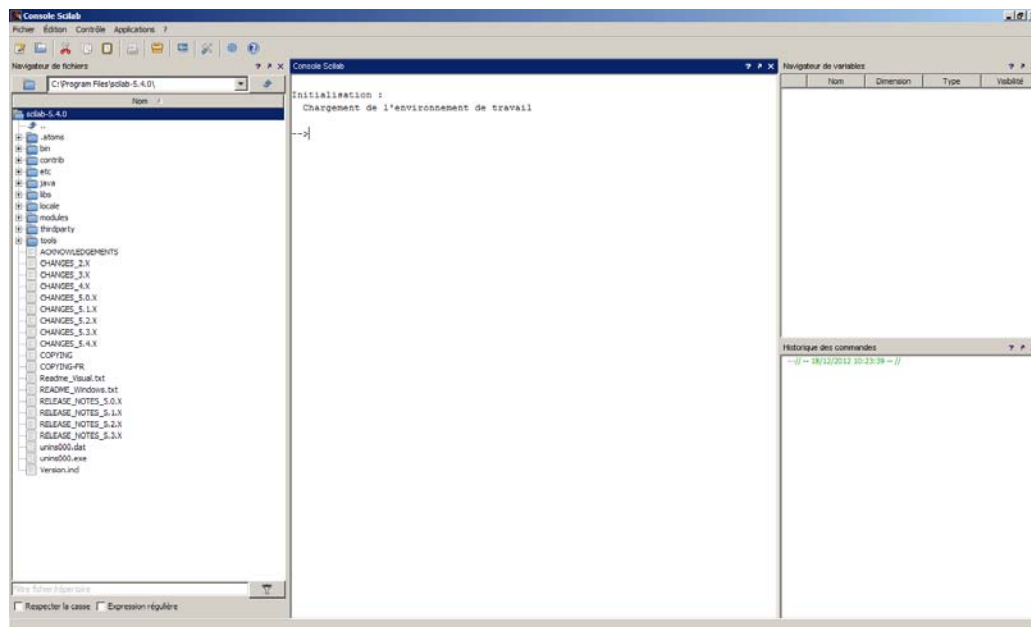 Console Scilab
Fichier Édition Contrôle Applications ?
Navigateur de fichiers
C:\Program Files\scilab-5.4.0\
Nom
scilab-5.4.0
..
.atoms
bin
contrib
etc
java
libs
locale
modules
thirdparty
tools
ACKNOWLEDGEMENTS
CHANGES_2.X
CHANGES_3.X
CHANGES_4.X
CHANGES_5.0.X
CHANGES_5.1.X
CHANGES_5.2.X
CHANGES_5.3.X
CHANGES_5.4.X
COPYING
COPYING-FR
Readme_Visual.txt
README_Windows.txt
RELEASE_NOTES_5.0.X
RELEASE_NOTES_5.1.X
RELEASE_NOTES_5.2.X
RELEASE_NOTES_5.3.X
unins000.dat
unins000.exe
Version.incl
Filtre fichier/répertoire
Respecter la casse Expression régulière
Console Scilab
Initialisation :
Chargement de l'environnement de travail
-->
Navigateur de variables
Nom Dimension Type Visibilité
Historique des commandes
// -- 18/12/2012 10:23:39 -- //